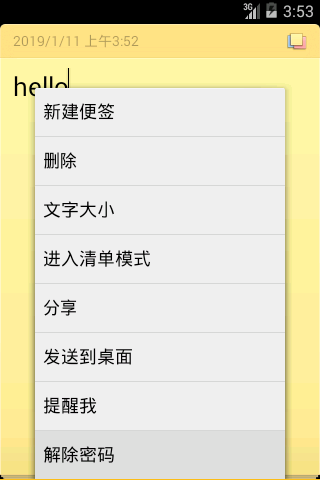 3G 3:53
2019/1/11 上午3:52
hello
新建便签
删除
文字大小
进入清单模式
分享
发送到桌面
提醒我
解除密码